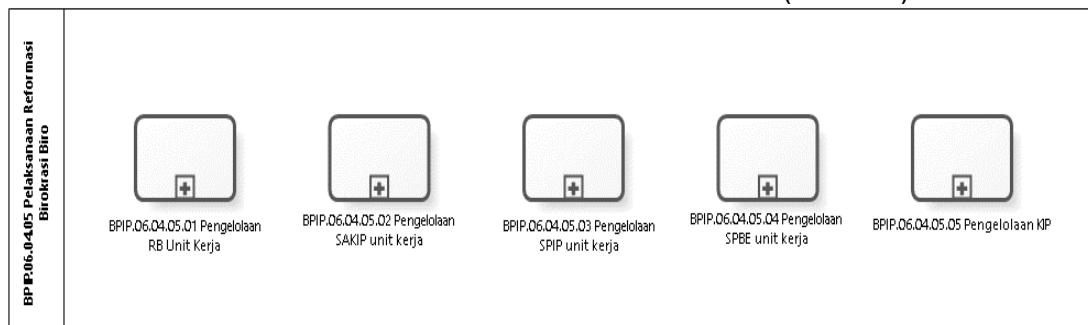 BPIP.06.04.05 Pelaksanaan Reformasi
Birokrasi Biro
BPIP.06.04.05.01 Pengelolaan
RB Unit Kerja
BPIP.06.04.05.02 Pengelolaan
SAKIP unit kerja
BPIP.06.04.05.03 Pengelolaan
SPIP unit kerja
BPIP.06.04.05.04 Pengelolaan
SPBE unit kerja
BPIP.06.04.05.05 Pengelolaan KIP